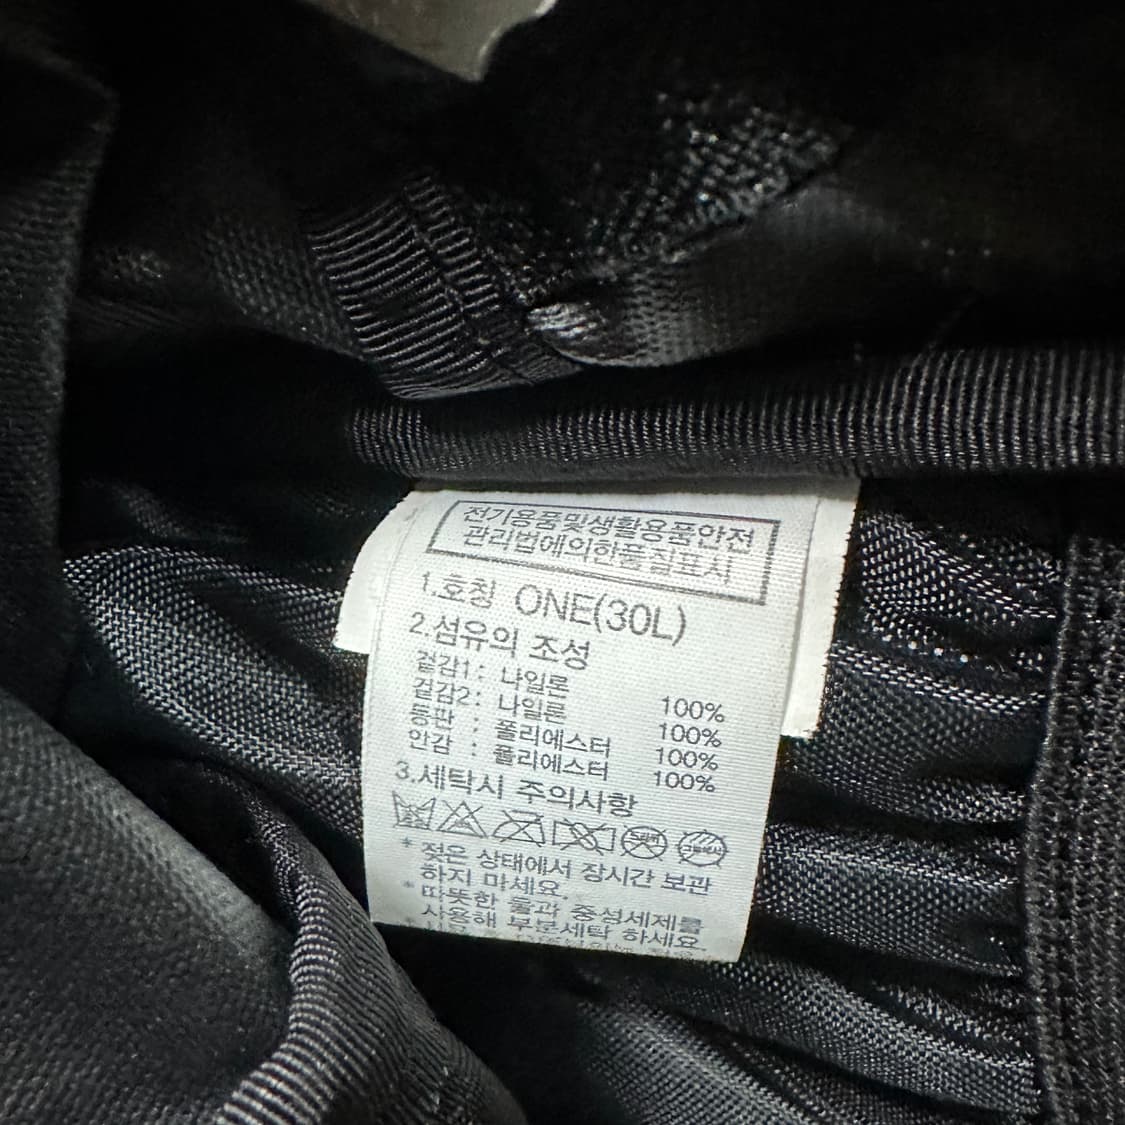 전기용품및생활용품안전
관리법에의한품질표시
1.호칭 ONE(30L)
2.섬유의 조성
겉감1: 나일론 100%
겉감2: 나일론 100%
등판 : 폴리에스터 100%
안감 : 폴리에스터 100%
3.세탁시 주의사항
드라이
* 젖은 상태에서 장시간 보관
하지 마세요.
* 따뜻한 물과 중성세제를
사용해 부분세탁 하세요.